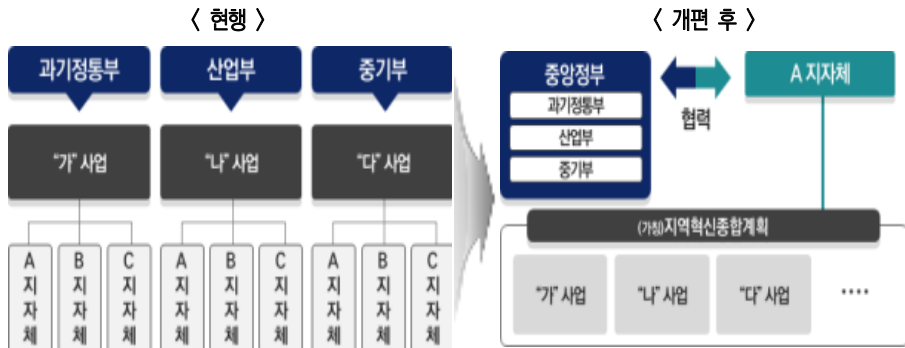 < 현행 >
과기정통부
산업부
중기부
"가" 사업
"나" 사업
"다" 사업
A 지자체
B 지자체
C 지자체
A 지자체
B 지자체
C 지자체
A 지자체
B 지자체
C 지자체
< 개편 후 >
중앙정부
과기정통부
산업부
중기부
협력
A 지자체
(가칭)지역혁신종합계획
"가" 사업
"나" 사업
"다" 사업
····